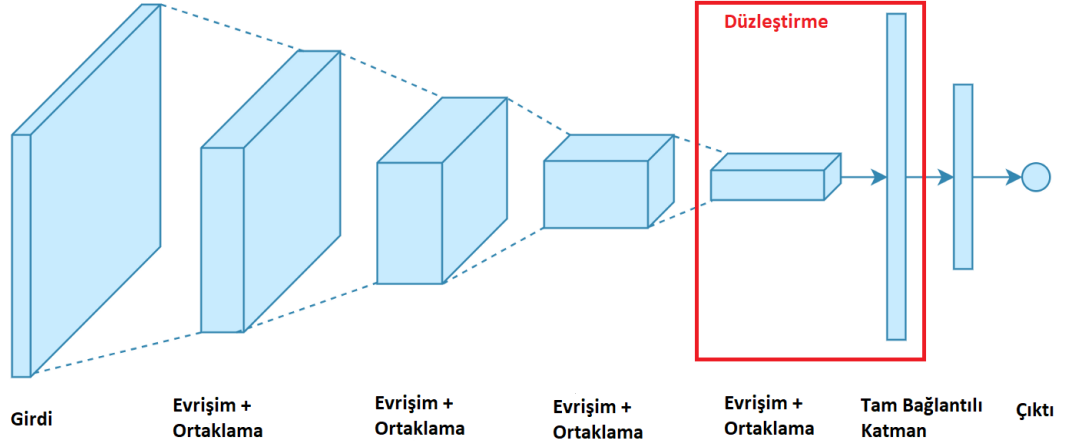 Düzleştirme
Girdi
Evrişim +
Ortaklama
Evrişim +
Ortaklama
Evrişim +
Ortaklama
Evrişim +
Ortaklama
Tam Bağlantılı
Katman
Çıktı